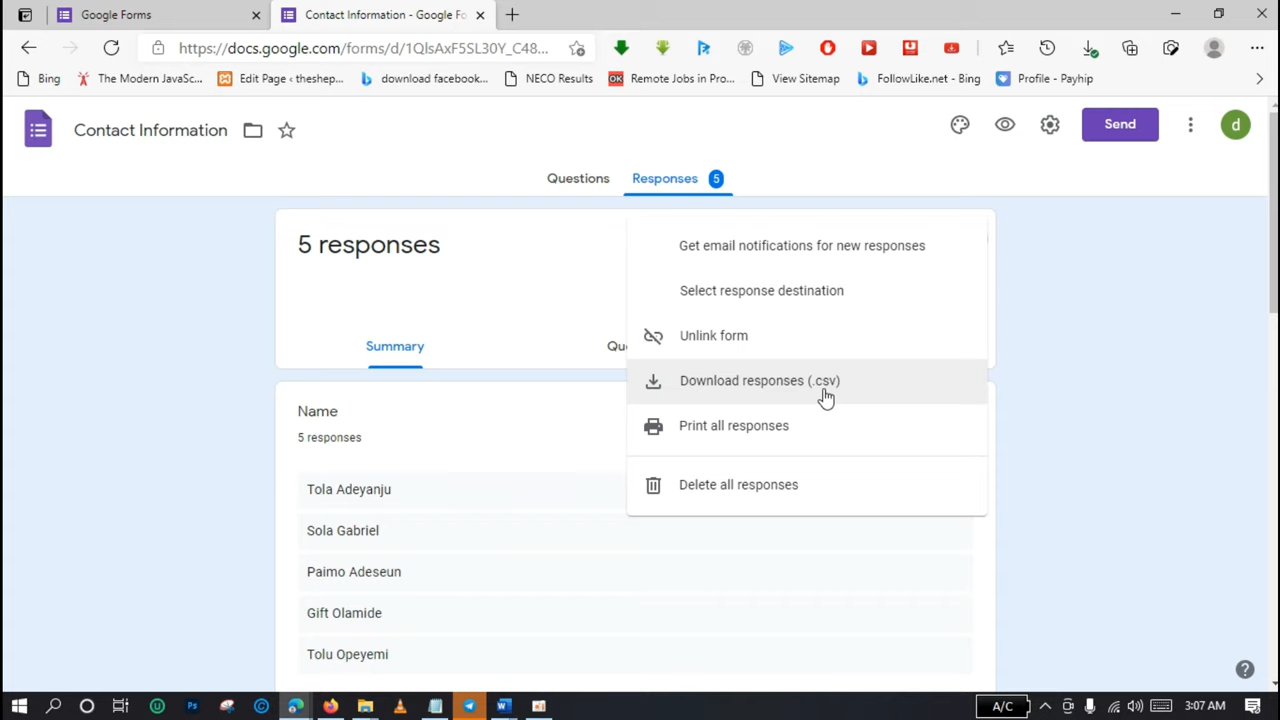 Google Forms
Contact Information - Google Fo
https://docs.google.com/forms/d/1QlsAxF5SL30Y_C48...
Bing
The Modern JavaSc...
Edit Page ‹ theshep...
download facebook...
NECO Results
OK
Remote Jobs in Pro...
View Sitemap
FollowLike.net - Bing
Profile - Payhip
Contact Information
Send
d
Questions
Responses
5
5 responses
Get email notifications for new responses
Select response destination
Unlink form
Summary
Qu
Download responses (.csv)
Name
5 responses
Print all responses
Delete all responses
Tola Adeyanju
Sola Gabriel
Paimo Adeseun
Gift Olamide
Tolu Opeyemi
A/C
3:07 AM